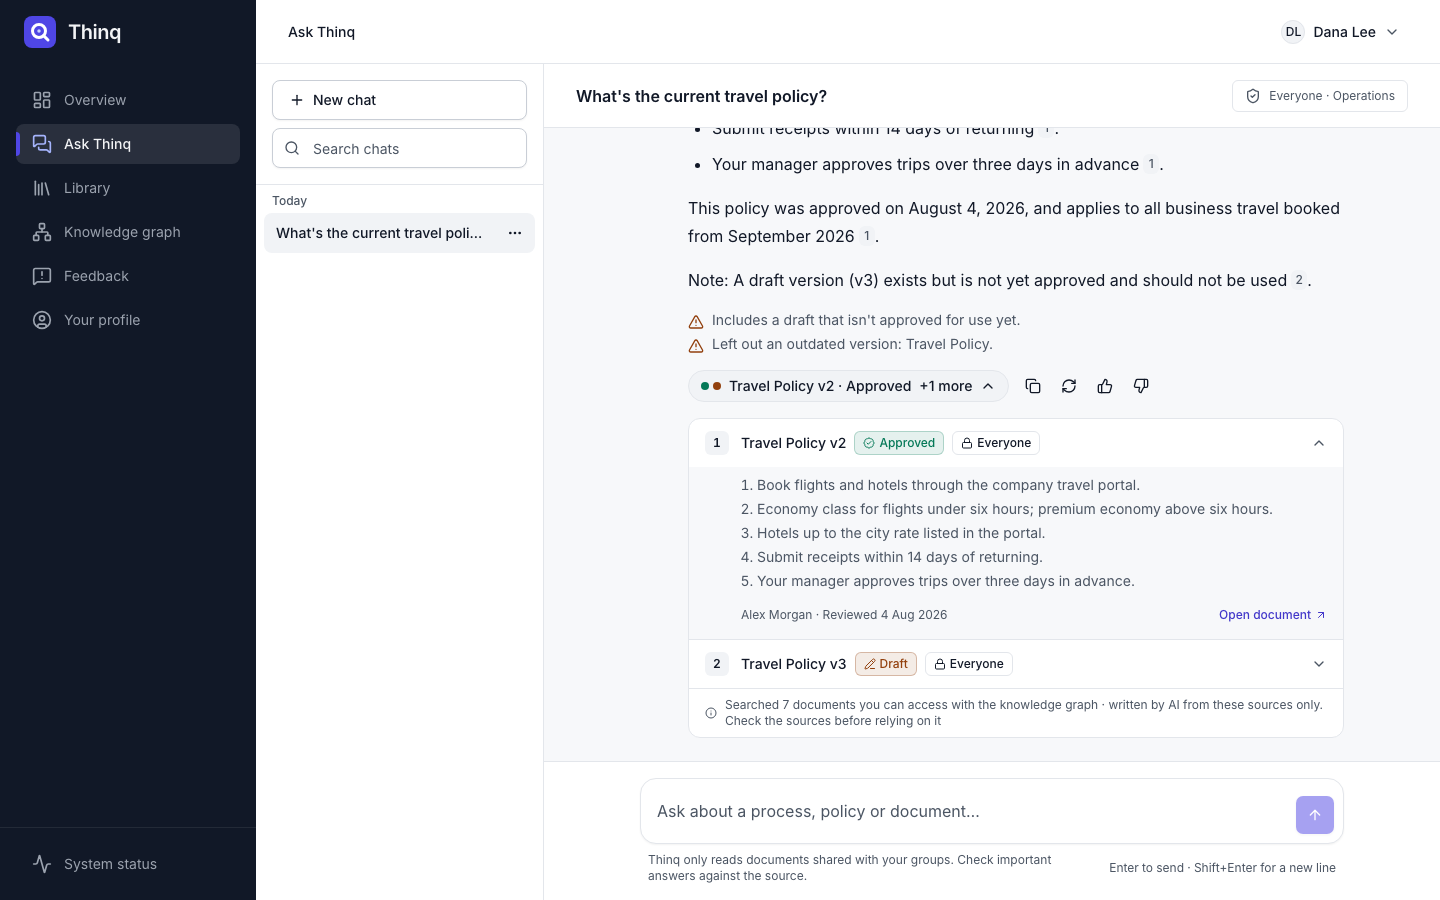 Thinq
Overview
Ask Thinq
Library
Knowledge graph
Feedback
Your profile
System status
Ask Thinq
DL Dana Lee
New chat
Search chats
Today
What's the current travel poli...
What's the current travel policy?
Everyone · Operations
• Submit receipts within 14 days of returning 1 .
• Your manager approves trips over three days in advance 1 .
This policy was approved on August 4, 2026, and applies to all business travel booked
from September 2026 1 .
Note: A draft version (v3) exists but is not yet approved and should not be used 2 .
Includes a draft that isn't approved for use yet.
Left out an outdated version: Travel Policy.
Travel Policy v2 · Approved +1 more
1 Travel Policy v2 Approved Everyone
1. Book flights and hotels through the company travel portal.
2. Economy class for flights under six hours; premium economy above six hours.
3. Hotels up to the city rate listed in the portal.
4. Submit receipts within 14 days of returning.
5. Your manager approves trips over three days in advance.
Alex Morgan · Reviewed 4 Aug 2026
Open document
2 Travel Policy v3 Draft Everyone
Searched 7 documents you can access with the knowledge graph · written by AI from these sources only.
Check the sources before relying on it
Ask about a process, policy or document...
Thinq only reads documents shared with your groups. Check important
answers against the source.
Enter to send · Shift+Enter for a new line